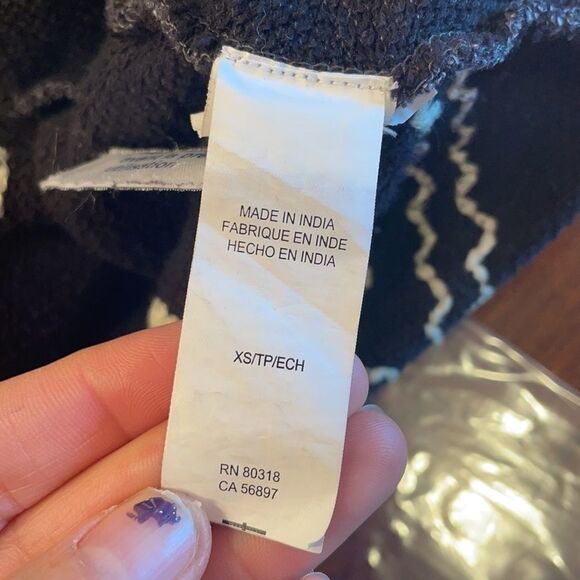 MADE IN INDIA
FABRIQUE EN INDE
HECHO EN INDIA
XS/TP/ECH
RN 80318
CA 56897